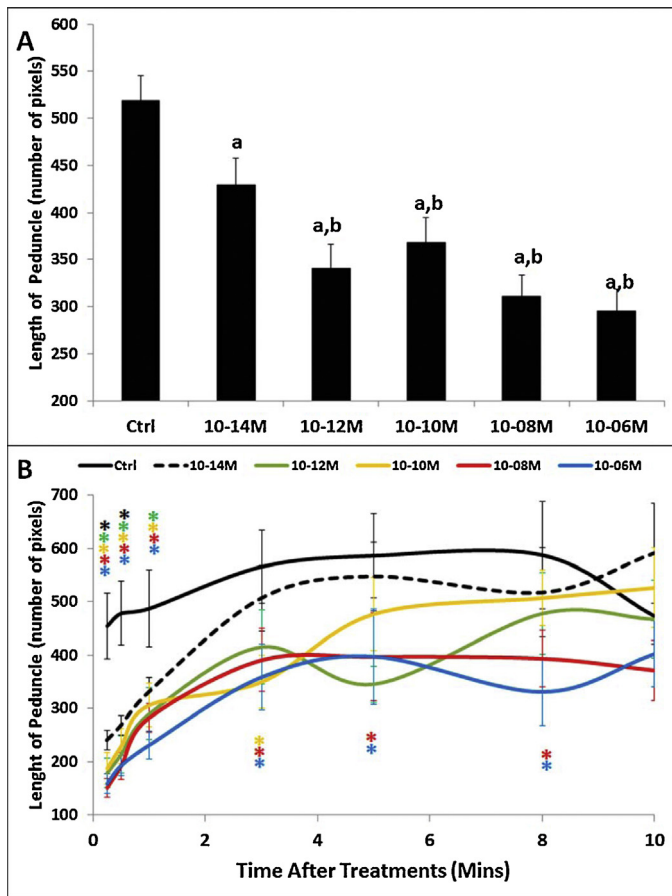 A
Length of Peduncle (number of pixels)
600
550
500
450
400
350
300
250
200
a
a,b
a,b
a,b
a,b
Ctrl 10-14M 10-12M 10-10M 10-08M 10-06M
B
Ctrl 10-14M 10-12M 10-10M 10-08M 10-06M
Lenght of Peduncle (number of pixels)
700
600
500
400
300
200
100
* *
* * *
* * *
* * *
* * *
*
* *
* * *
0 2 4 6 8 10
Time After Treatments (Mins)